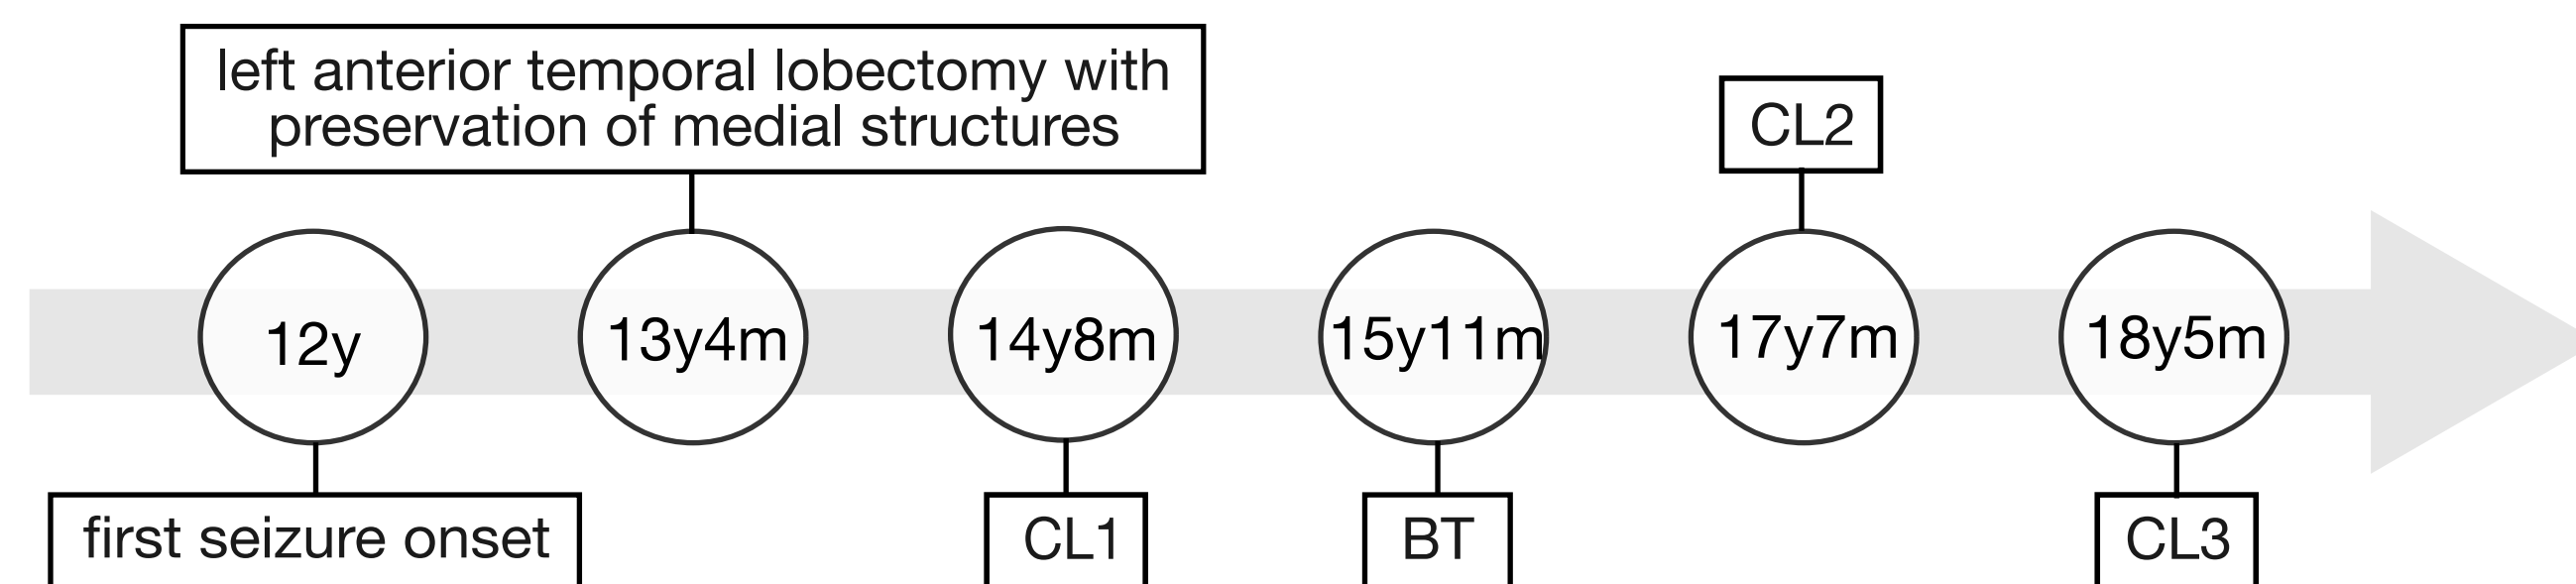 left anterior temporal lobectomy with
preservation of medial structures
CL2
12y
13y4m
14y8m
15y11m
17y7m
18y5m
first seizure onset
CL1
BT
CL3